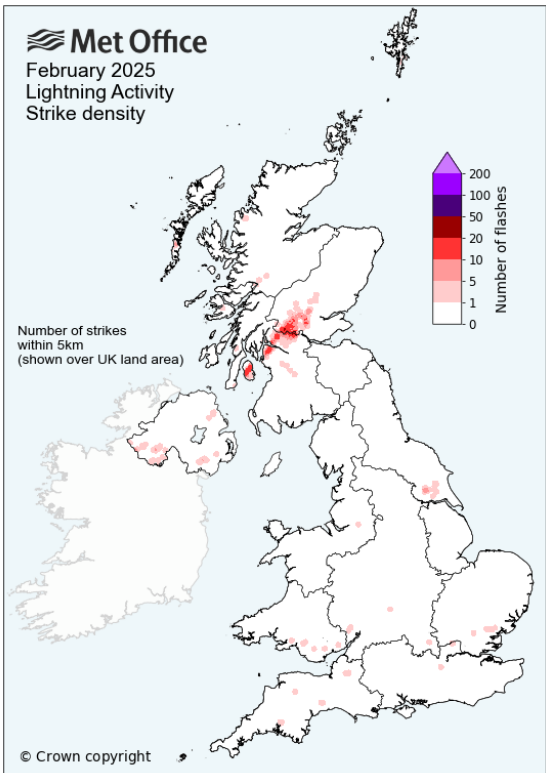 Met Office
February 2025
Lightning Activity
Strike density
200
100
50
20
10
5
1
0
Number of flashes
Number of strikes
within 5km
(shown over UK land area)
© Crown copyright